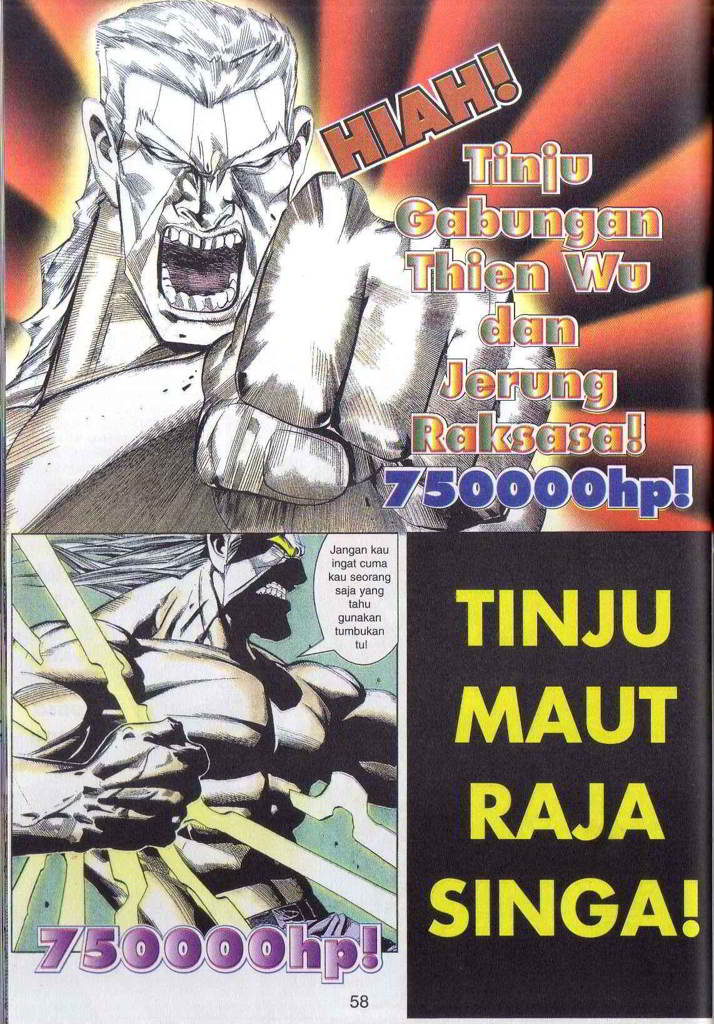 HIAH!
Tinju
Gabungan
Thien Wu
dan
Jerung
Raksasa!
750000hp!
Jangan kau
ingat cuma
kau seorang
saja yang
tahu
gunakan
tumbukan
tu!
750000hp!
TINJU
MAUT
RAJA
SINGA!
58